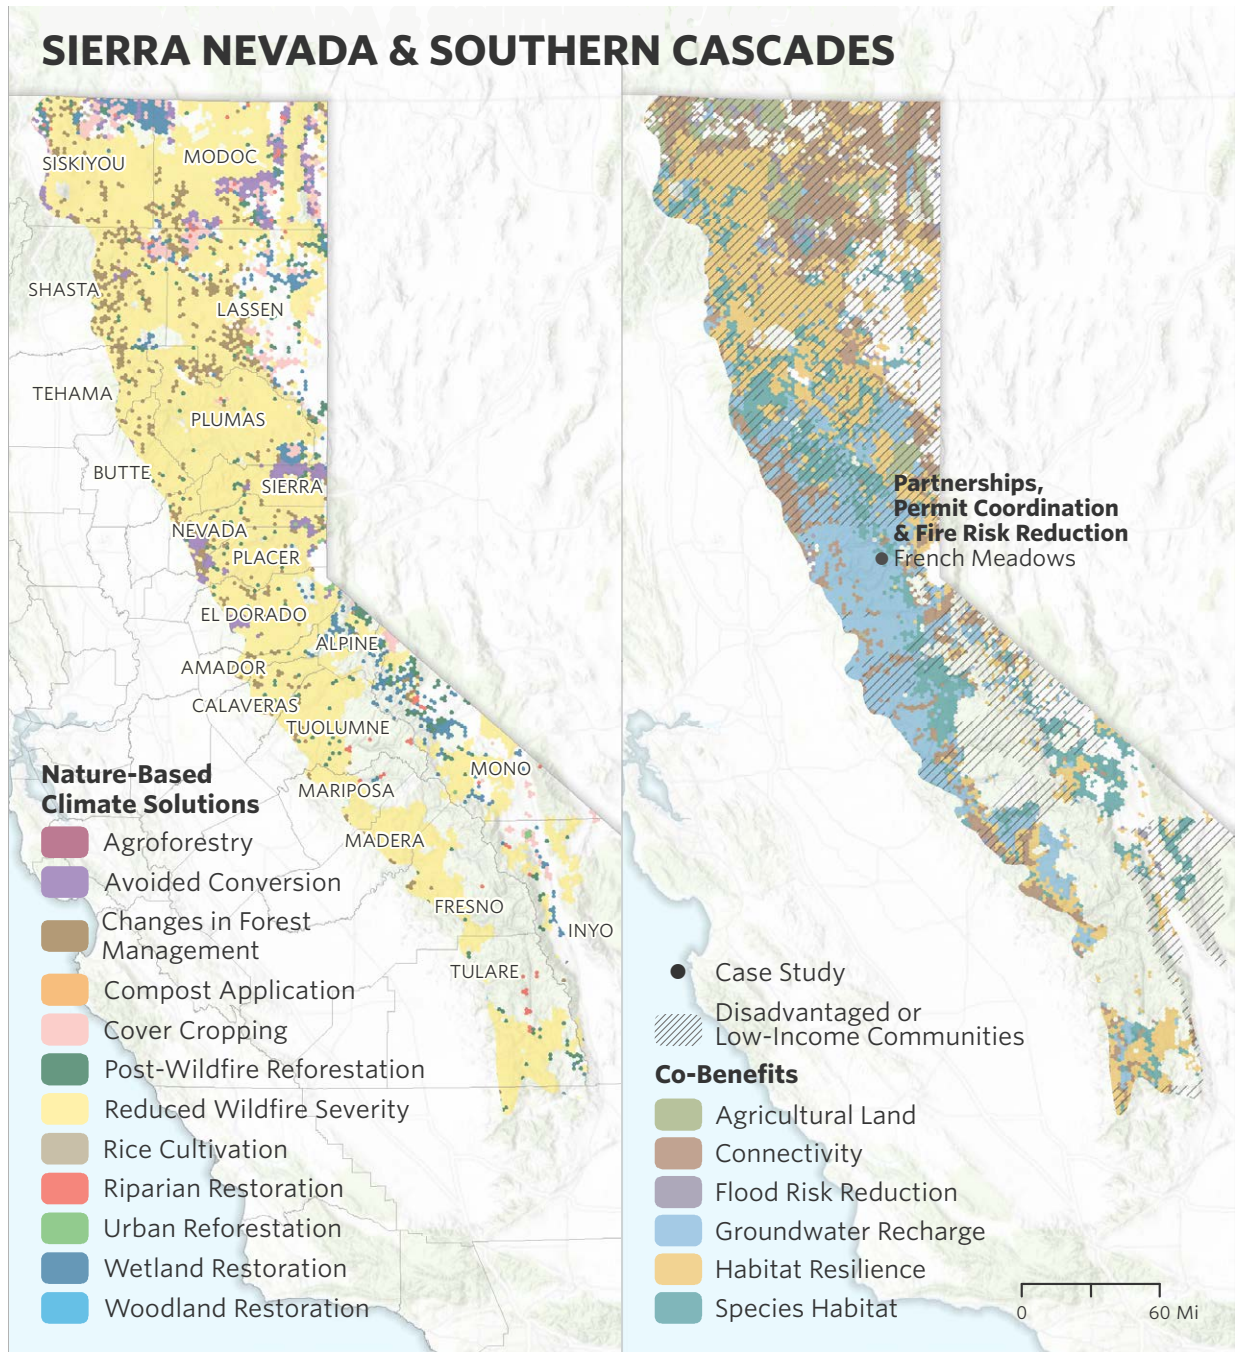 SIERRA NEVADA & SOUTHERN CASCADES
SISKIYOU
MODOC
SHASTA
LASSEN
TEHAMA
PLUMAS
BUTTE
SIERRA
NEVADA
PLACER
EL DORADO
ALPINE
AMADOR
CALAVERAS
TUOLUMNE
MONO
MARIPOSA
MADERA
FRESNO
INYO
TULARE
Nature-Based
Climate Solutions
Agroforestry
Avoided Conversion
Changes in Forest
Management
Compost Application
Cover Cropping
Post-Wildfire Reforestation
Reduced Wildfire Severity
Rice Cultivation
Riparian Restoration
Urban Reforestation
Wetland Restoration
Woodland Restoration
Partnerships,
Permit Coordination
& Fire Risk Reduction
French Meadows
Case Study
Disadvantaged or
Low-Income Communities
Co-Benefits
Agricultural Land
Connectivity
Flood Risk Reduction
Groundwater Recharge
Habitat Resilience
Species Habitat
0 60 Mi